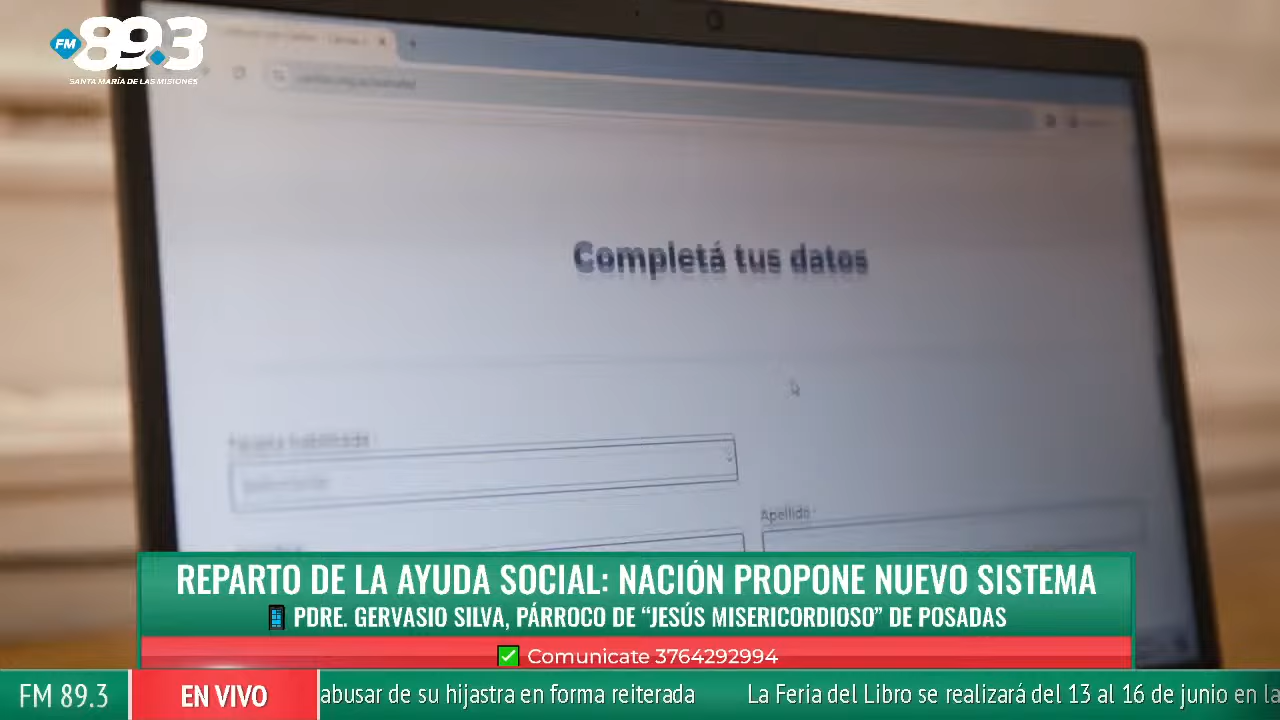 FM 89.3
SANTA MARÍA DE LAS MISIONES
Completá tus datos
Apellido
REPARTO DE LA AYUDA SOCIAL: NACIÓN PROPONE NUEVO SISTEMA
PDRE. GERVASIO SILVA, PÁRROCO DE “JESÚS MISERICORDIOSO” DE POSADAS
Comunicate 3764292994
FM 89.3
EN VIVO
abusar de su hijastra en forma reiterada
La Feria del Libro se realizará del 13 al 16 de junio en la